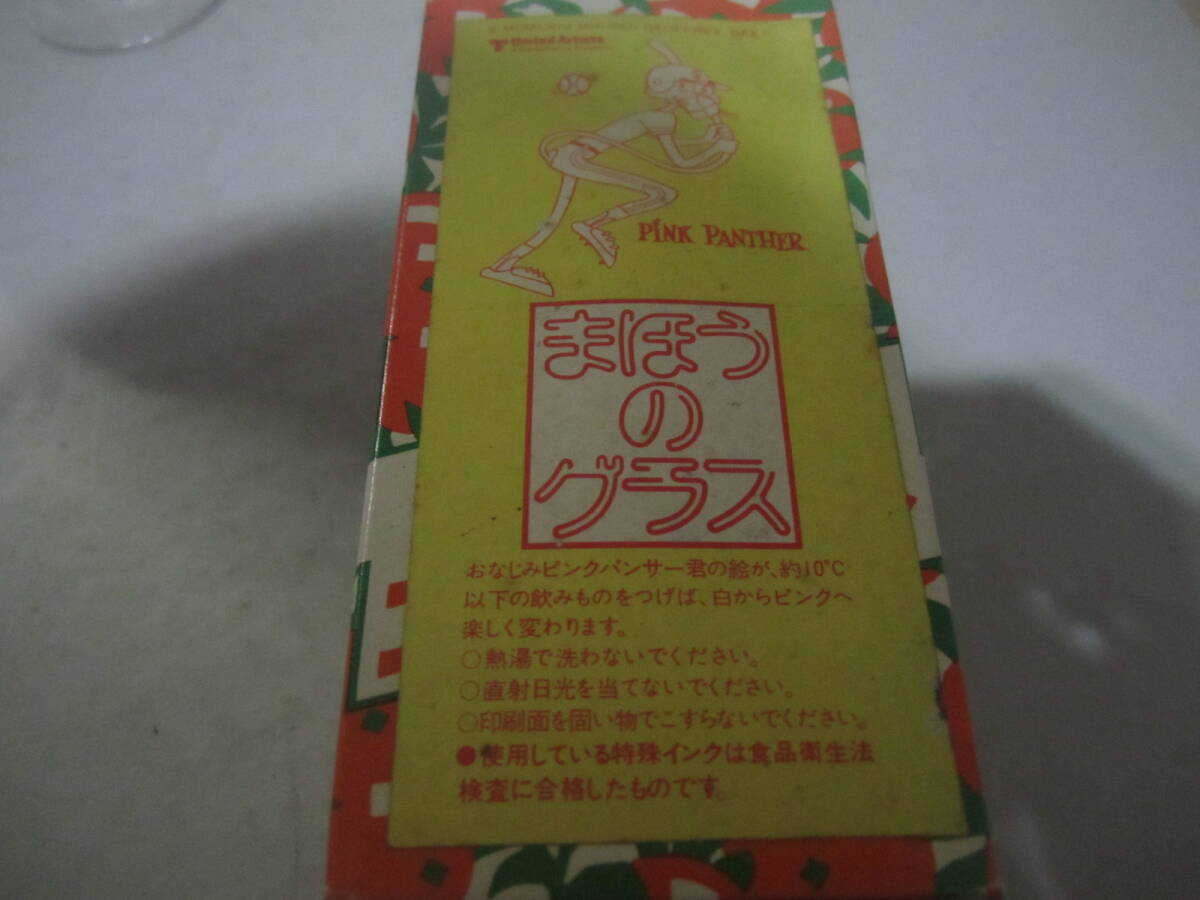 United Artists
PINK PANTHER
まほう
の
グラス
おなじみピンクパンサー君の絵が、約10°C
以下の飲みものをつげば、白からピンクへ
楽しく変わります。
○熱湯で洗わないでください。
○直射日光を当てないでください。
○印刷面を固い物でこすらないでください。
●使用している特殊インクは食品衛生法
検査に合格したものです。